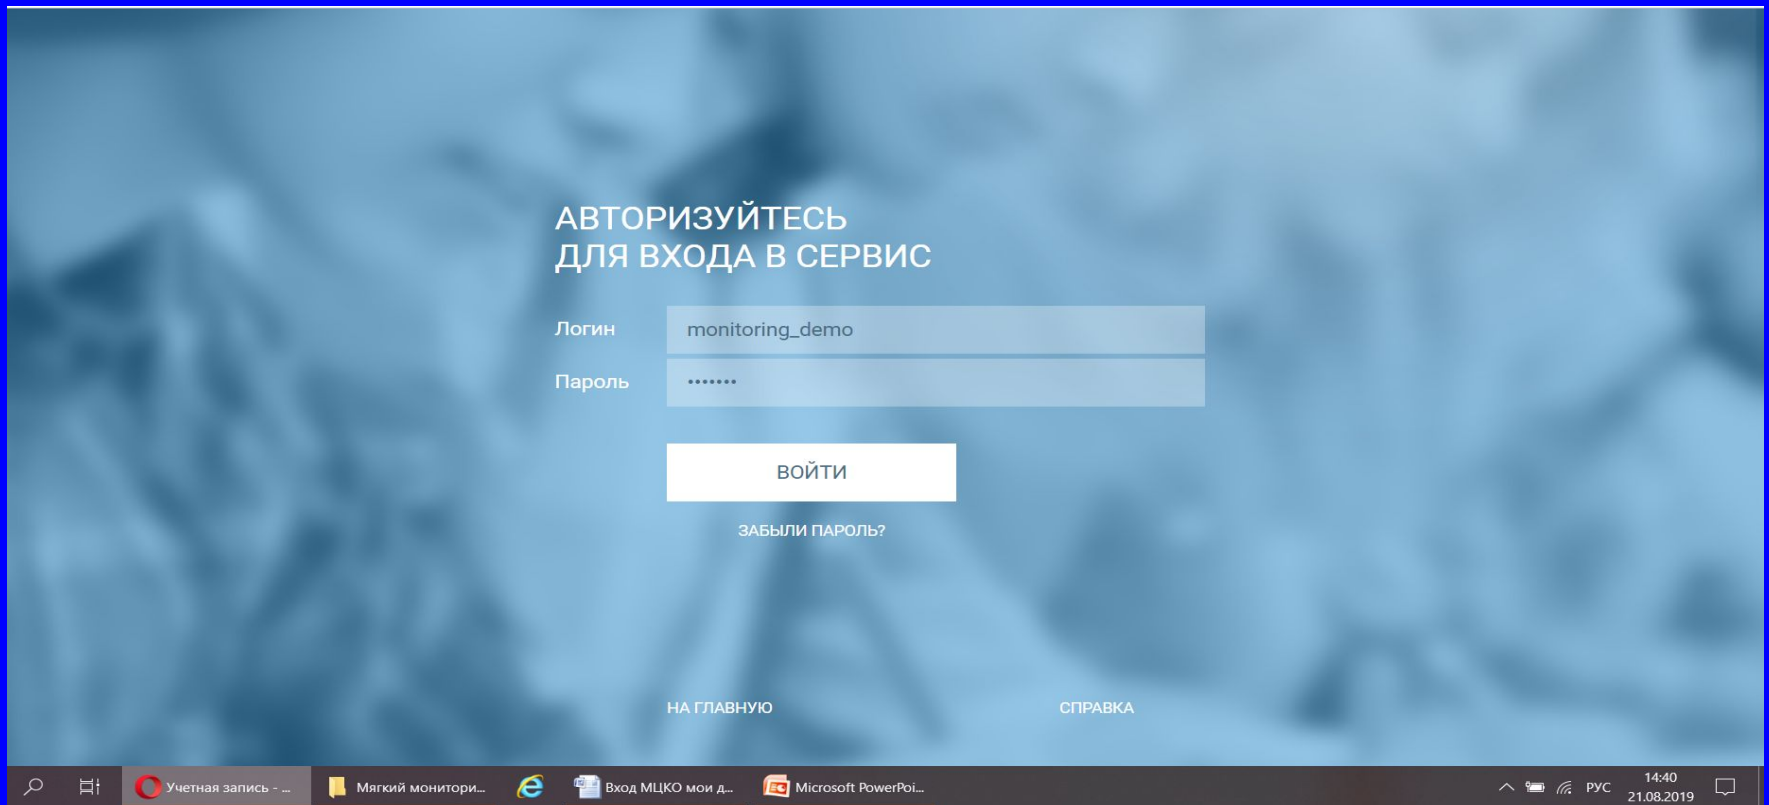 АВТОРИЗУЙТЕСЬ
ДЛЯ ВХОДА В СЕРВИС
Логин monitoring_demo
Пароль •••••••
ВОЙТИ
ЗАБЫЛИ ПАРОЛЬ?
НА ГЛАВНУЮ СПРАВКА
Учетная запись - ... Мягкий монитори... Вход МЦКО мои д... Microsoft PowerPoi... РУС 14:40
21.08.2019